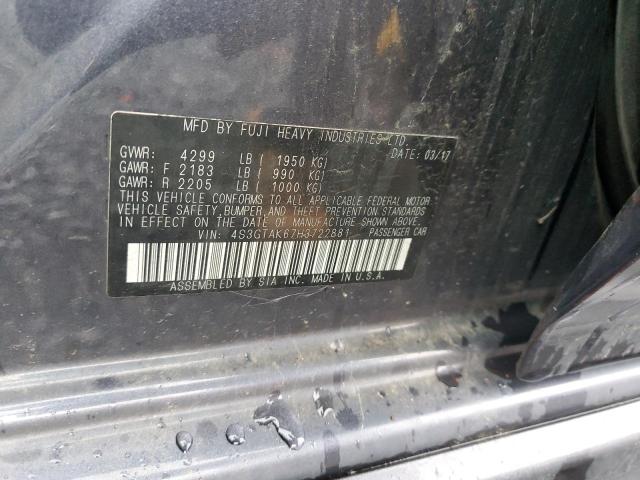 MFD BY FUJI HEAVY INDUSTRIES LTD.
GVWR: 4299 LB ( 1950 KG) DATE: 03/17
GAWR: F 2183 LB ( 990 KG)
GAWR: R 2205 LB ( 1000 KG)
THIS VEHICLE CONFORMS TO ALL APPLICABLE FEDERAL MOTOR
VEHICLE SAFETY, BUMPER, AND THEFT PREVENTION STANDARDS
IN EFFECT ON THE DATE OF MANUFACTURE SHOWN ABOVE.
VIN: 4S3GTAK67H3722881 PASSENGER CAR
ASSEMBLED BY SIA INC. MADE IN U.S.A.